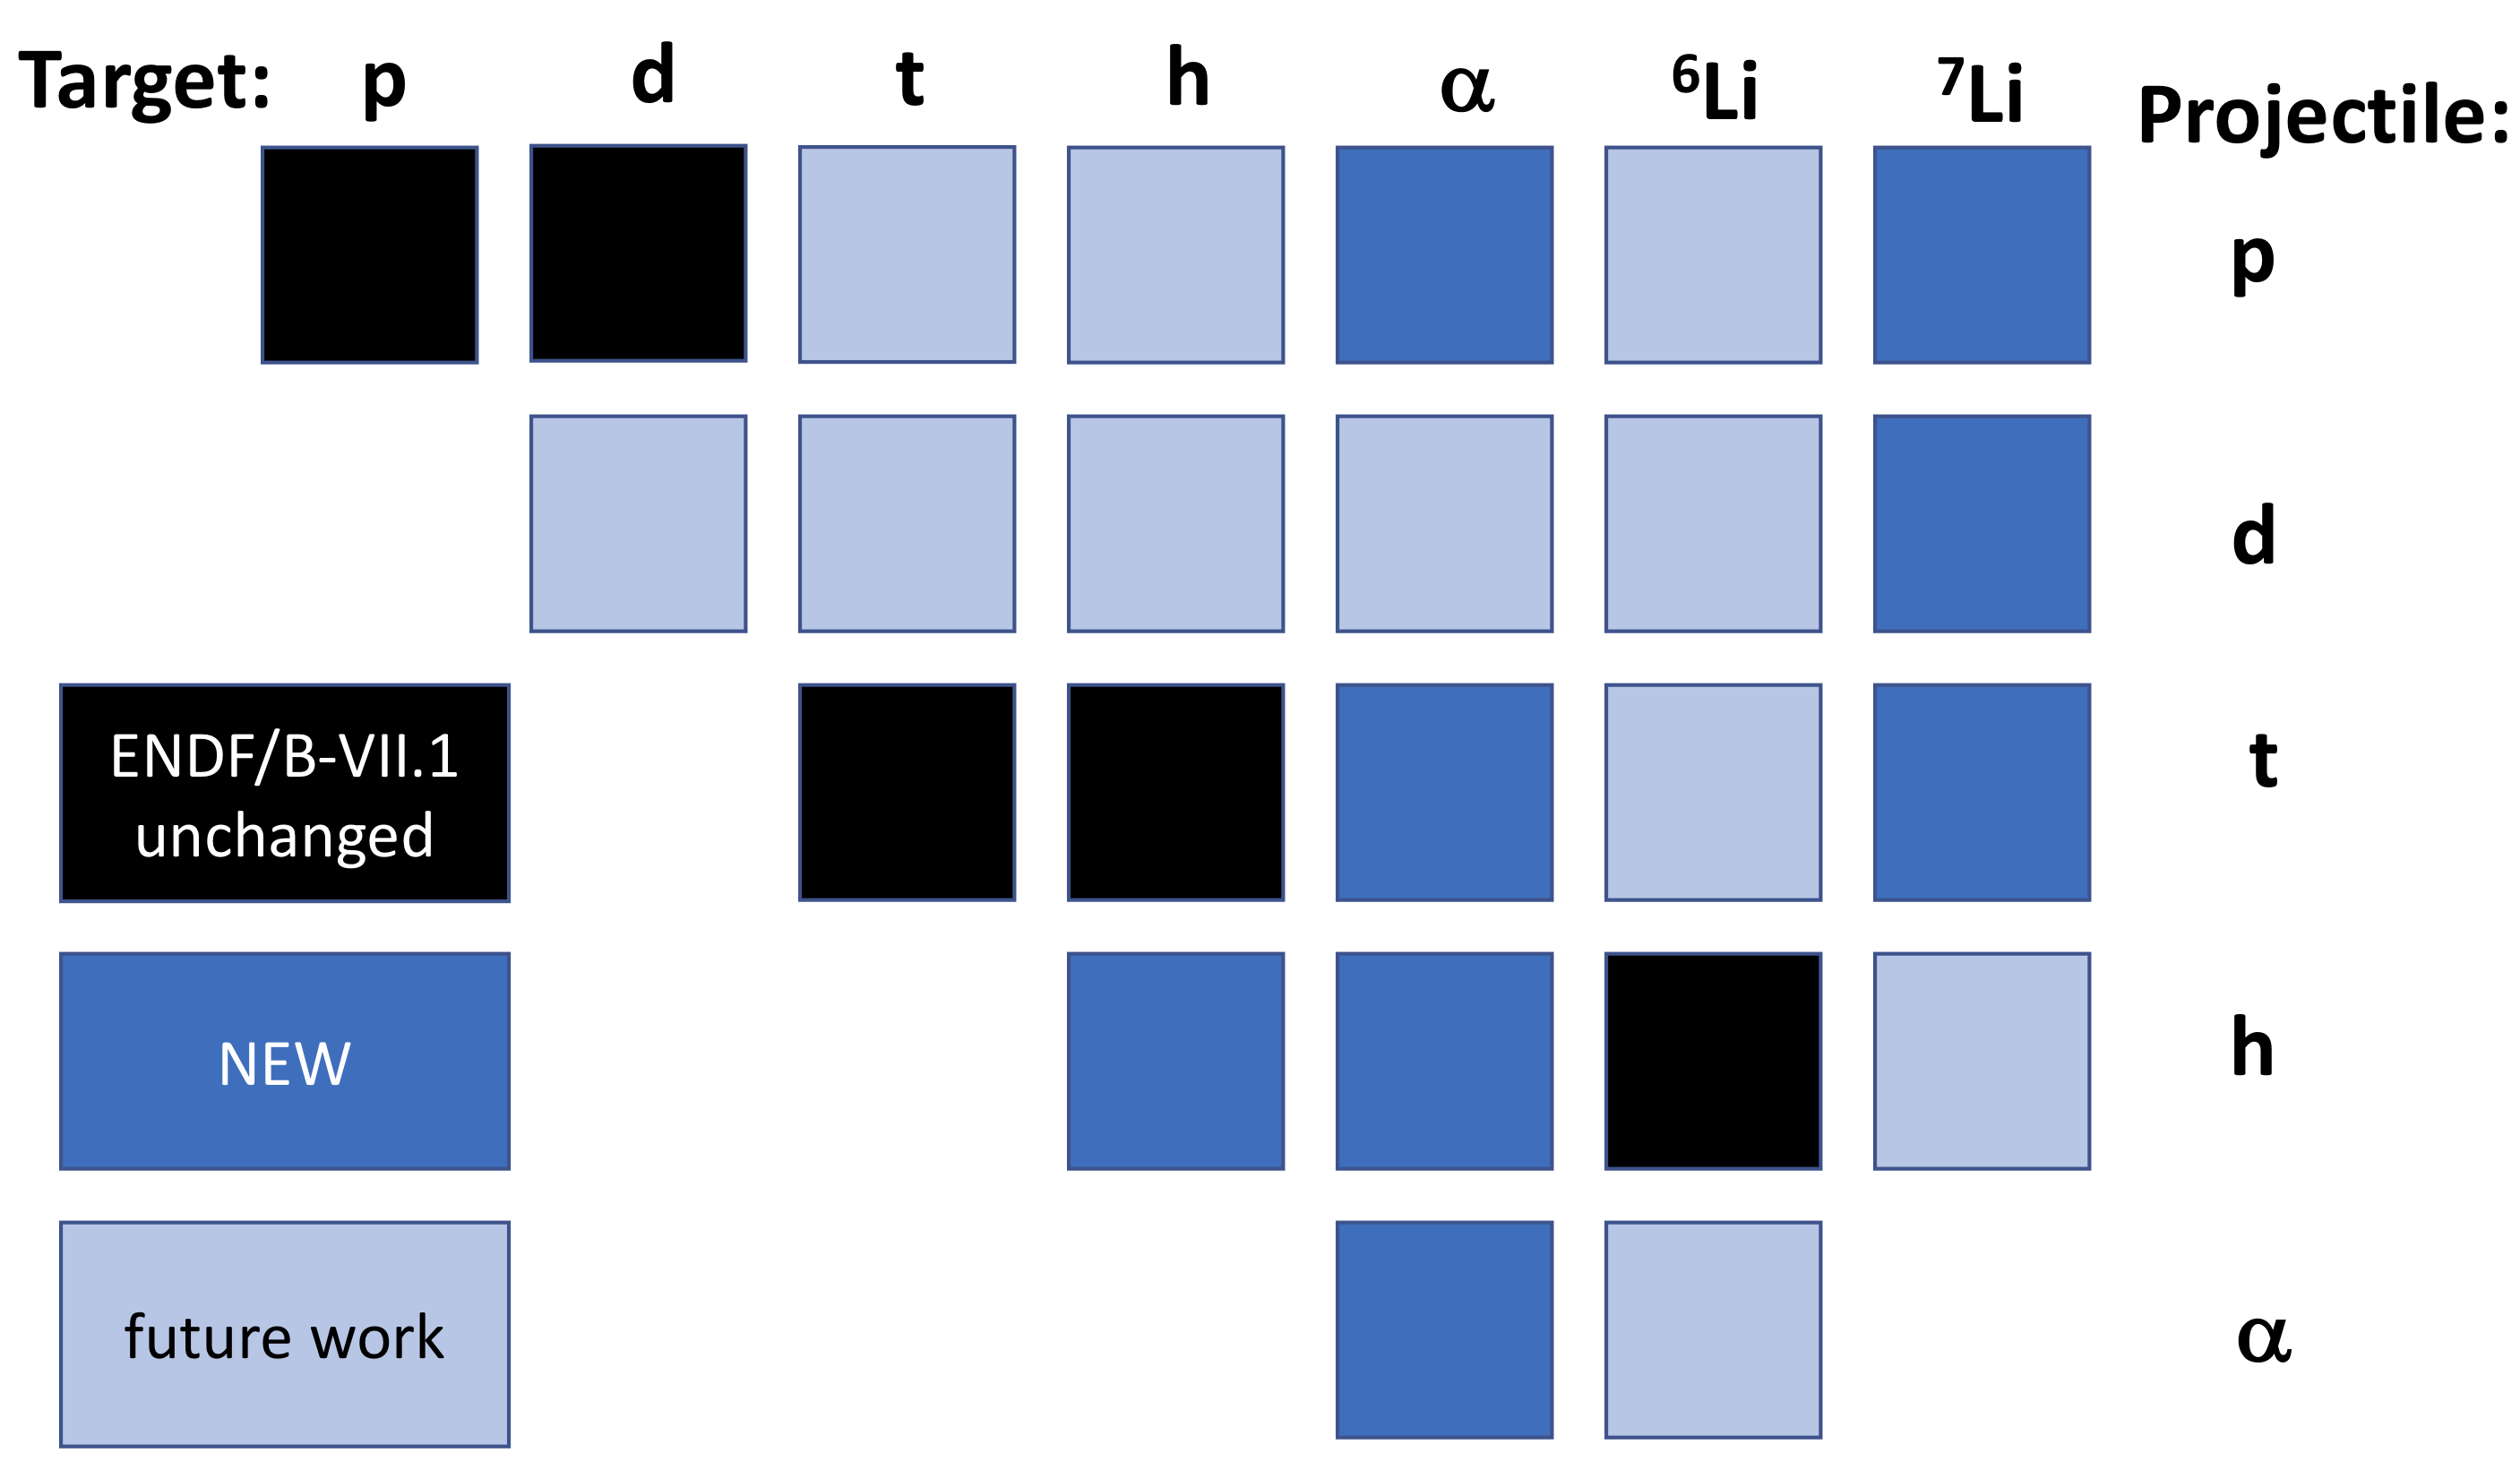 Target: p d t h α ⁶Li ⁷Li Projectile:
p
d
ENDF/B-VII.1
unchanged
t
NEW
h
future work
α